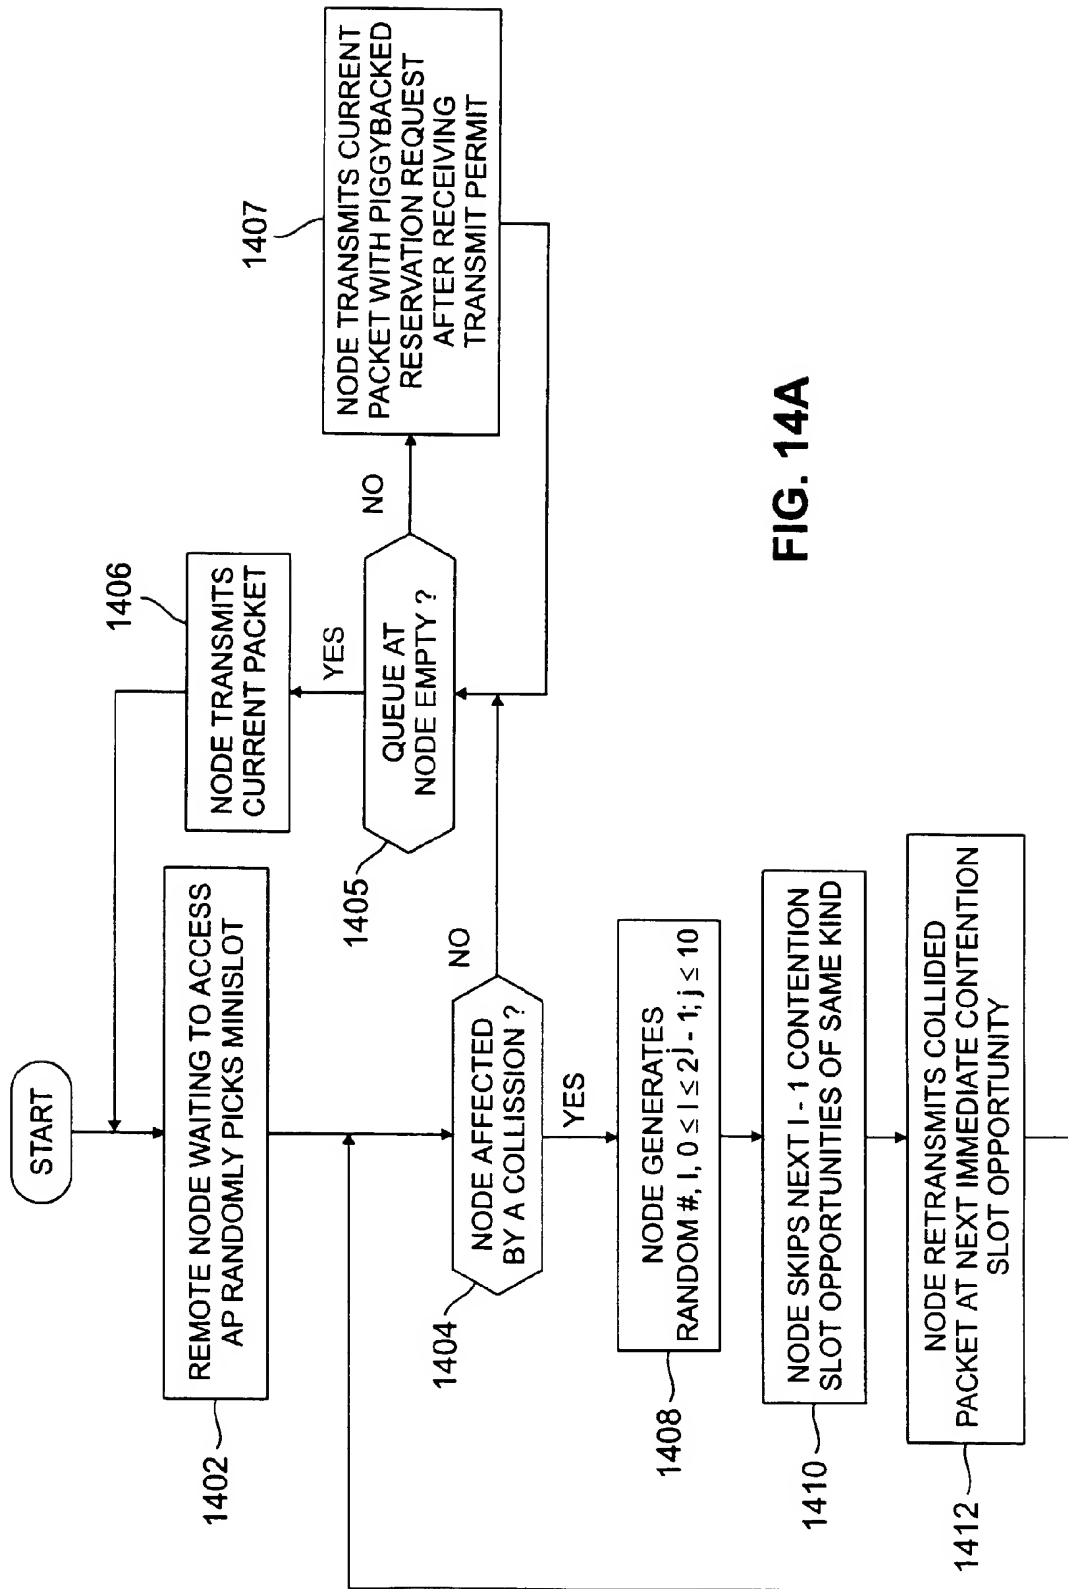 START
REMOTE NODE WAITING TO ACCESS
AP RANDOMLY PICKS MINISLOT
1402
NODE AFFECTED
BY A COLLISSION ?
1404
NO
YES
QUEUE AT
NODE EMPTY ?
1405
YES
NO
NODE TRANSMITS
CURRENT PACKET
1406
NODE TRANSMITS CURRENT
PACKET WITH PIGGYBACKED
RESERVATION REQUEST
AFTER RECEIVING
TRANSMIT PERMIT
1407
NODE GENERATES
RANDOM #, I, 0 ≤ I ≤ 2^j - 1; j ≤ 10
1408
NODE SKIPS NEXT I - 1 CONTENTION
SLOT OPPORTUNITIES OF SAME KIND
1410
NODE RETRANSMITS COLLIDED
PACKET AT NEXT IMMEDIATE CONTENTION
SLOT OPPORTUNITY
1412
FIG. 14A